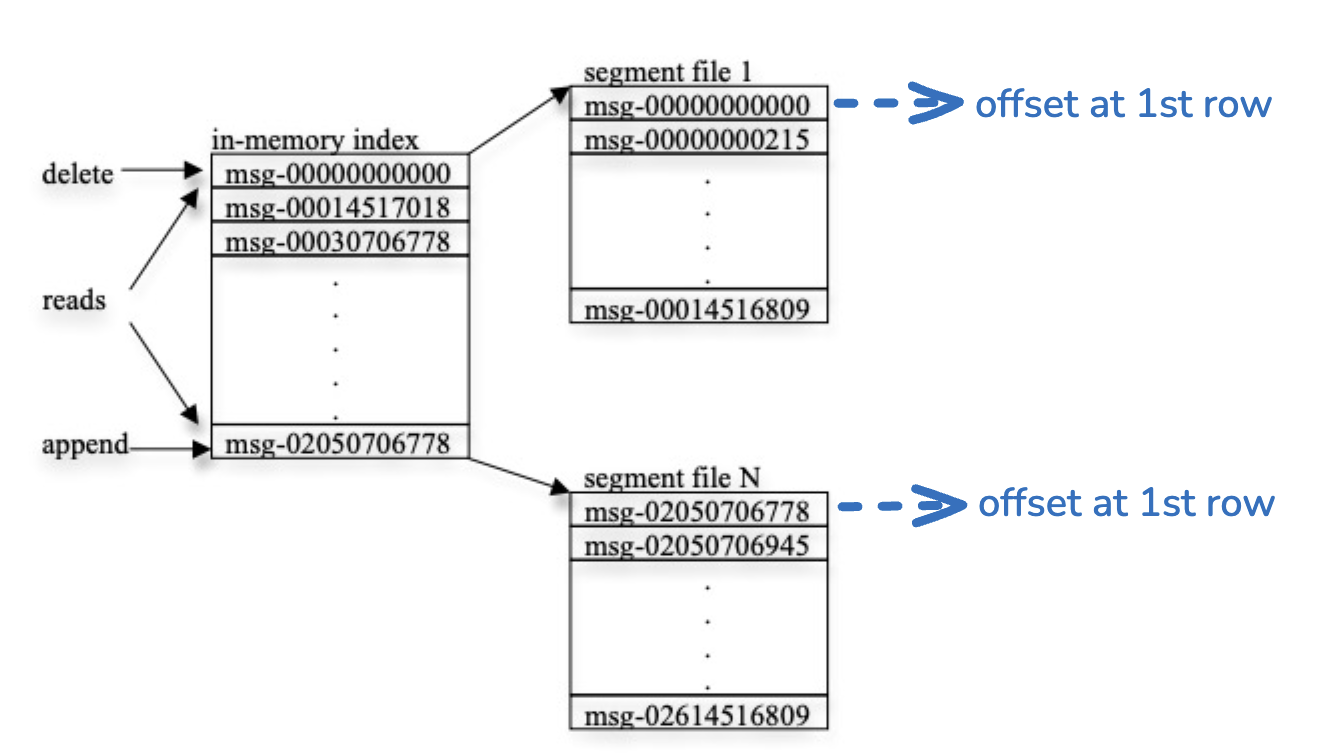 segment file 1
msg-00000000000
offset at 1st row
msg-00000000215
msg-00014516809
in-memory index
delete
msg-00000000000
msg-00014517018
msg-00030706778
reads
append
msg-02050706778
segment file N
msg-02050706778
offset at 1st row
msg-02050706945
msg-02614516809